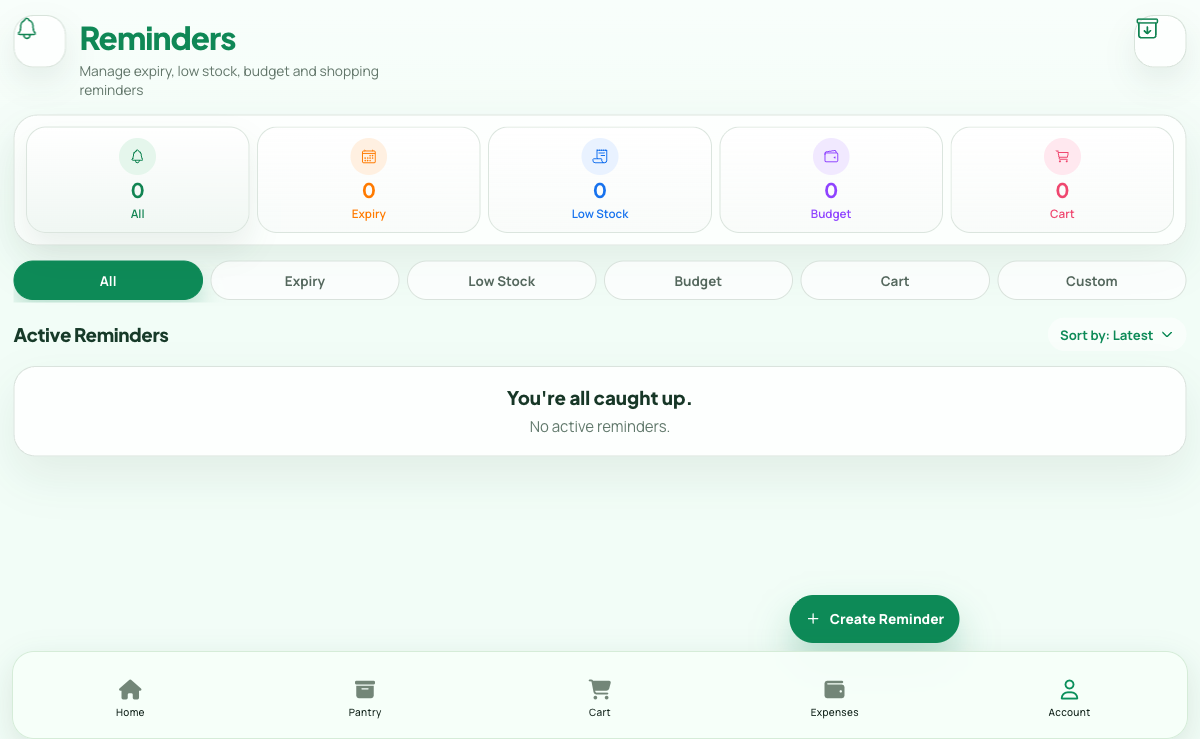 Reminders
Manage expiry, low stock, budget and shopping
reminders
0
All
0
Expiry
0
Low Stock
0
Budget
0
Cart
All
Expiry
Low Stock
Budget
Cart
Custom
Active Reminders
Sort by: Latest
You're all caught up.
No active reminders.
+ Create Reminder
Home
Pantry
Cart
Expenses
Account